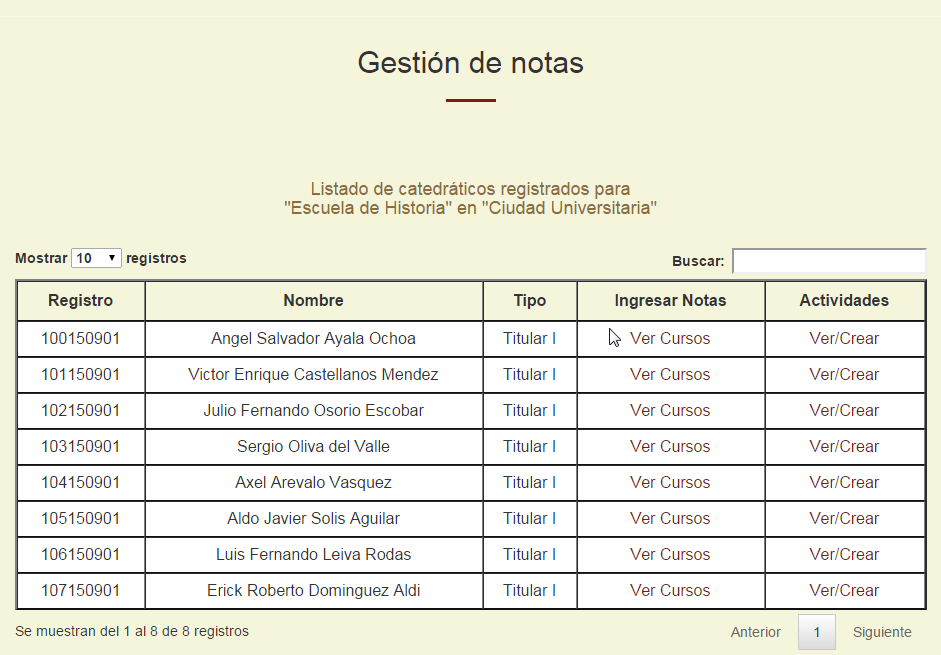 Gestión de notas
Listado de catedráticos registrados para
"Escuela de Historia" en "Ciudad Universitaria"
Mostrar 10 registros Buscar:
Registro Nombre Tipo Ingresar Notas Actividades
100150901 Angel Salvador Ayala Ochoa Titular I Ver Cursos Ver/Crear
101150901 Victor Enrique Castellanos Mendez Titular I Ver Cursos Ver/Crear
102150901 Julio Fernando Osorio Escobar Titular I Ver Cursos Ver/Crear
103150901 Sergio Oliva del Valle Titular I Ver Cursos Ver/Crear
104150901 Axel Arevalo Vasquez Titular I Ver Cursos Ver/Crear
105150901 Aldo Javier Solis Aguilar Titular I Ver Cursos Ver/Crear
106150901 Luis Fernando Leiva Rodas Titular I Ver Cursos Ver/Crear
107150901 Erick Roberto Dominguez Aldi Titular I Ver Cursos Ver/Crear
Se muestran del 1 al 8 de 8 registros Anterior 1 Siguiente